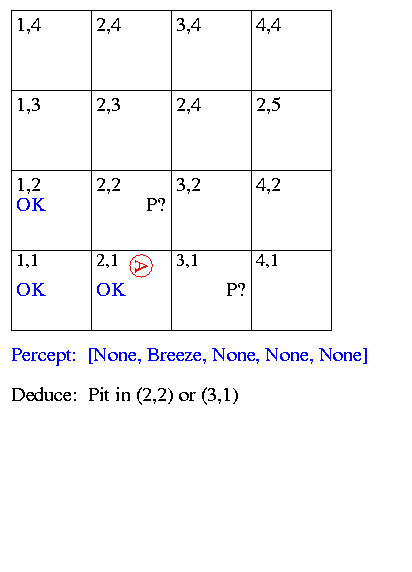 1,4 2,4 3,4 4,4
1,3 2,3 2,4 2,5
1,2 2,2 3,2 4,2
OK P?
1,1 2,1 A 3,1 4,1
OK OK P?
Percept: [None, Breeze, None, None, None]
Deduce: Pit in (2,2) or (3,1)